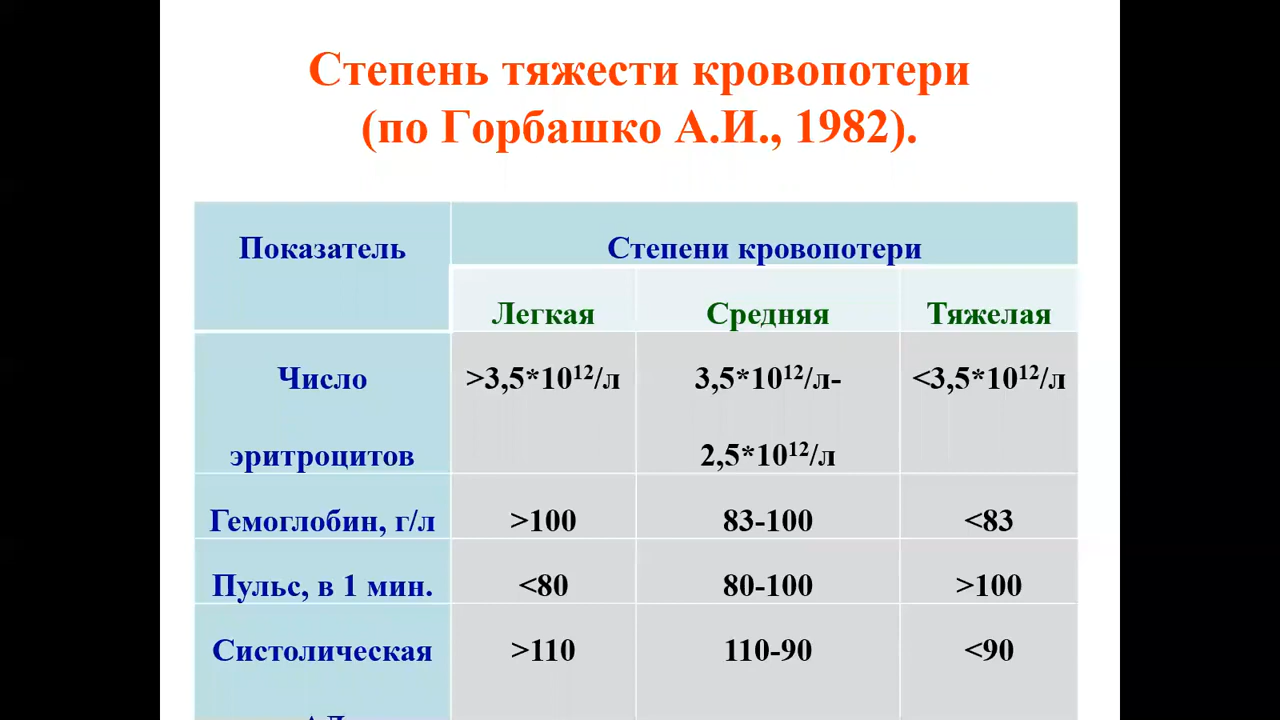 Степень тяжести кровопотери
(по Горбашко А.И., 1982).
Показатель Степени кровопотери
Легкая Средняя Тяжелая
Число >3,5*10¹²/л 3,5*10¹²/л- <3,5*10¹²/л
эритроцитов 2,5*10¹²/л
Гемоглобин, г/л >100 83-100 <83
Пульс, в 1 мин. <80 80-100 >100
Систолическая >110 110-90 <90